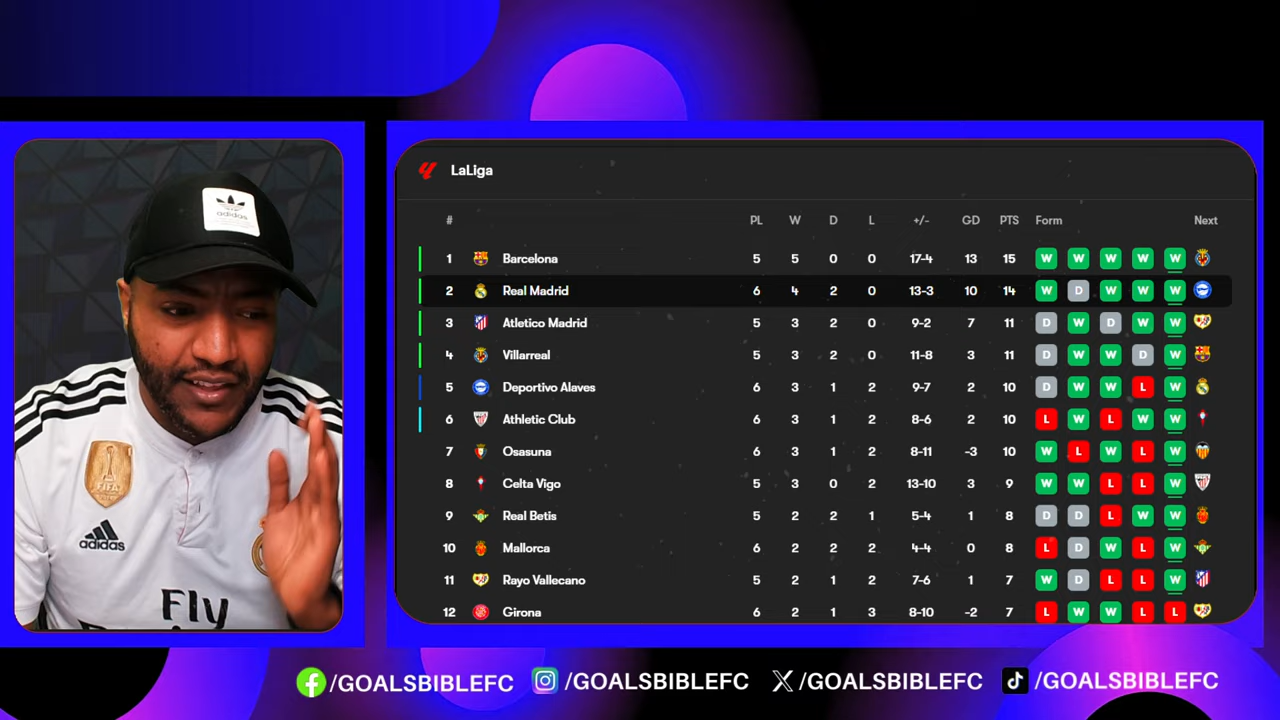 LaLiga
# PL W D L +/- GD PTS Form Next
1 Barcelona 5 5 0 0 17-4 13 15 W W W W W
2 Real Madrid 6 4 2 0 13-3 10 14 W D W W W
3 Atletico Madrid 5 3 2 0 9-2 7 11 D W D W W
4 Villarreal 5 3 2 0 11-8 3 11 D W W D W
5 Deportivo Alaves 6 3 1 2 9-7 2 10 D W W L W
6 Athletic Club 6 3 1 2 8-6 2 10 L W L W W
7 Osasuna 6 3 1 2 8-11 -3 10 W L W L W
8 Celta Vigo 5 3 0 2 13-10 3 9 W W L L W
9 Real Betis 5 2 2 1 5-4 1 8 D D L W W
10 Mallorca 6 2 2 2 4-4 0 8 L D W L W
11 Rayo Vallecano 5 2 1 2 7-6 1 7 W D L L W
12 Girona 6 2 1 3 8-10 -2 7 L W W L L
adidas
FIFA
adidas
Fly
/GOALSBIBLEFC /GOALSBIBLEFC /GOALSBIBLEFC /GOALSBIBLEFC